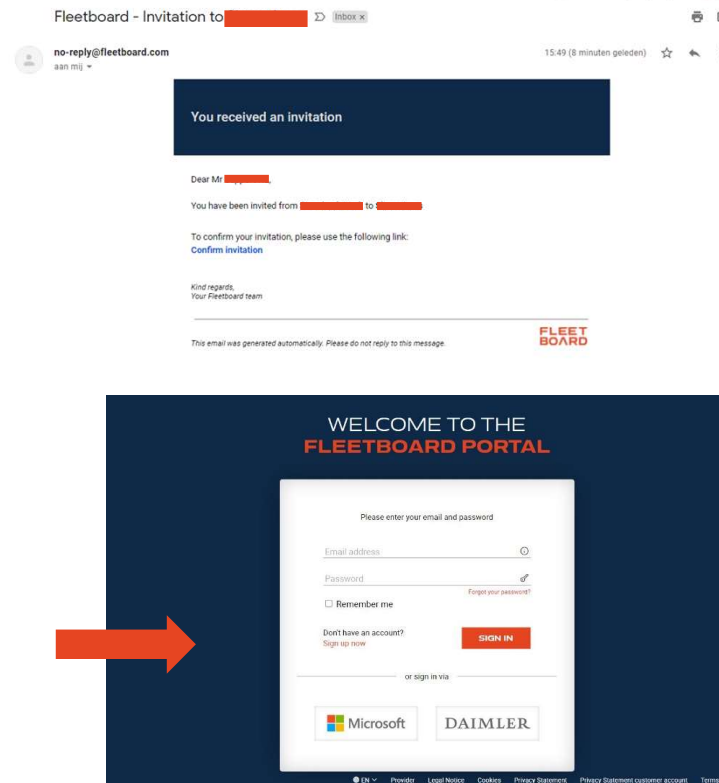 Fleetboard - Invitation to
Inbox x
no-reply@fleetboard.com
15:49 (8 minuten geleden)
aan mij
You received an invitation
Dear Mr
You have been invited from to
To confirm your invitation, please use the following link:
Confirm invitation
Kind regards,
Your Fleetboard team
This email was generated automatically. Please do not reply to this message.
FLEET
BOARD
WELCOME TO THE
FLEETBOARD PORTAL
Please enter your email and password
Email address
Password
Forgot your password?
Remember me
Don't have an account?
Sign up now
SIGN IN
or sign in via
Microsoft
DAIMLER
EN Provider Legal Notice Cookies Privacy Statement Privacy Statement customer account Terms